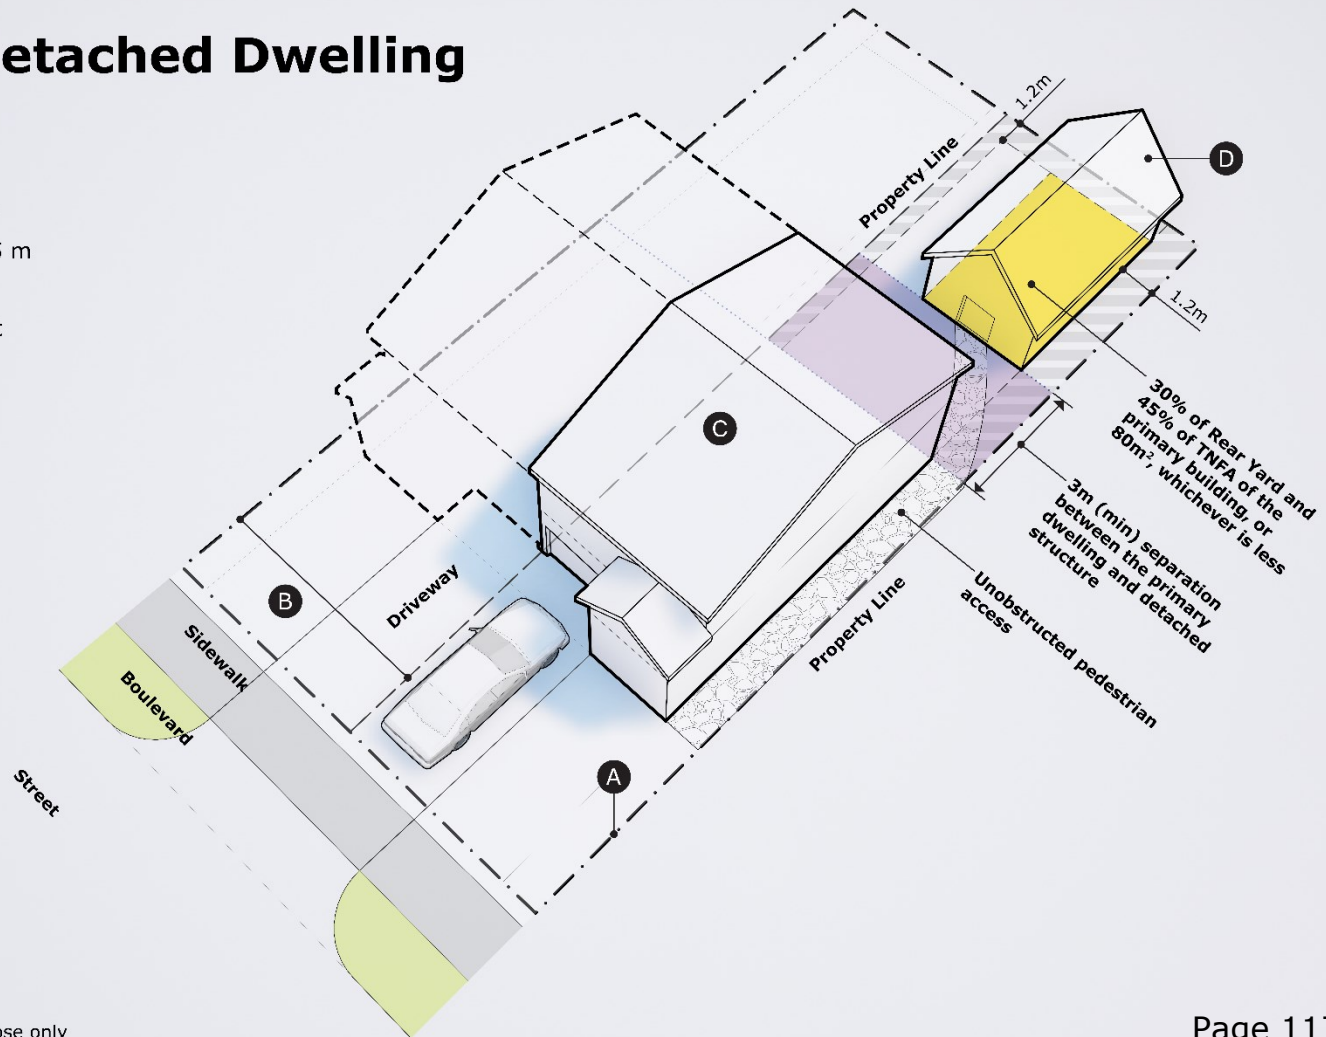 etached Dwelling
m
1.2m
Property Line
D
1.2m
30% of Rear Yard and
45% of TNFA of the
primary building, or
80m², whichever is less
C
3m (min) separation
between the primary
dwelling and detached
structure
Unobstructed pedestrian
access
Property Line
B
Driveway
Sidewalk
Boulevard
Street
A
ose only
Page 117